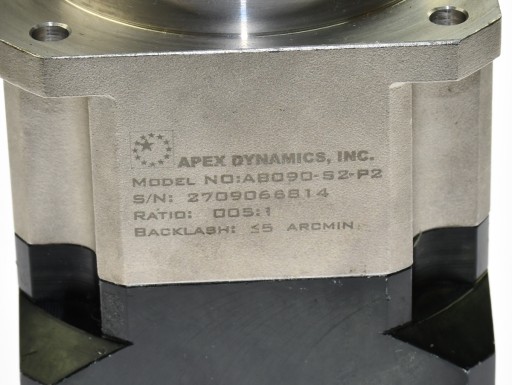 APEX DYNAMICS, INC.
MODEL NO:AB090-S2-P2
S/N: 2709066814
RATIO: 005:1
BACKLASH: ≤5 ARCMIN